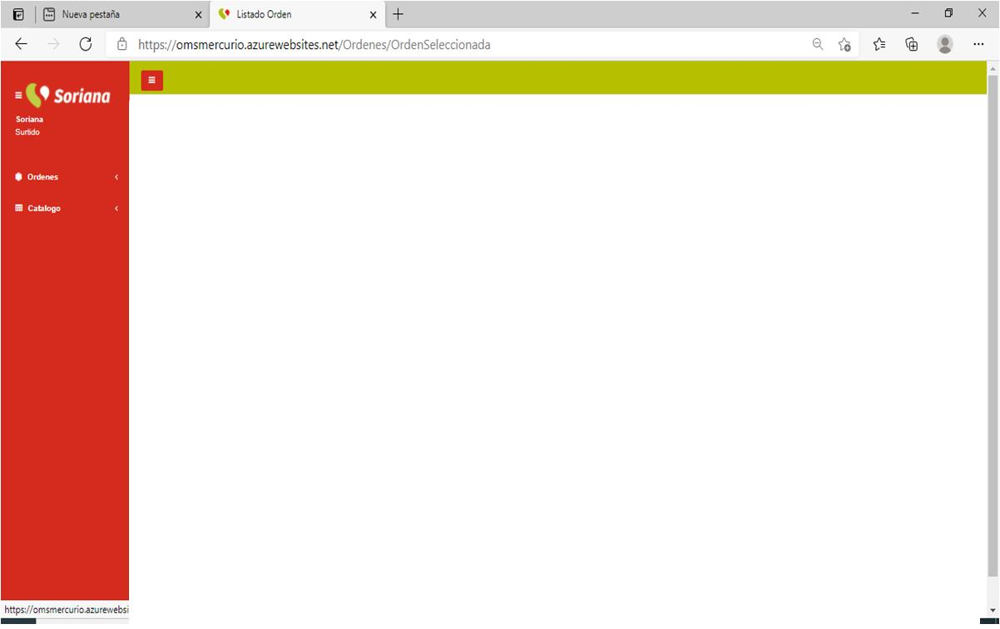 Nueva pestaña
Listado Orden
https://omsmercurio.azurewebsites.net/Ordenes/OrdenSeleccionada
Soriana
Soriana
Surtido
Ordenes
Catalogo
https://omsmercurio.azurewebsi